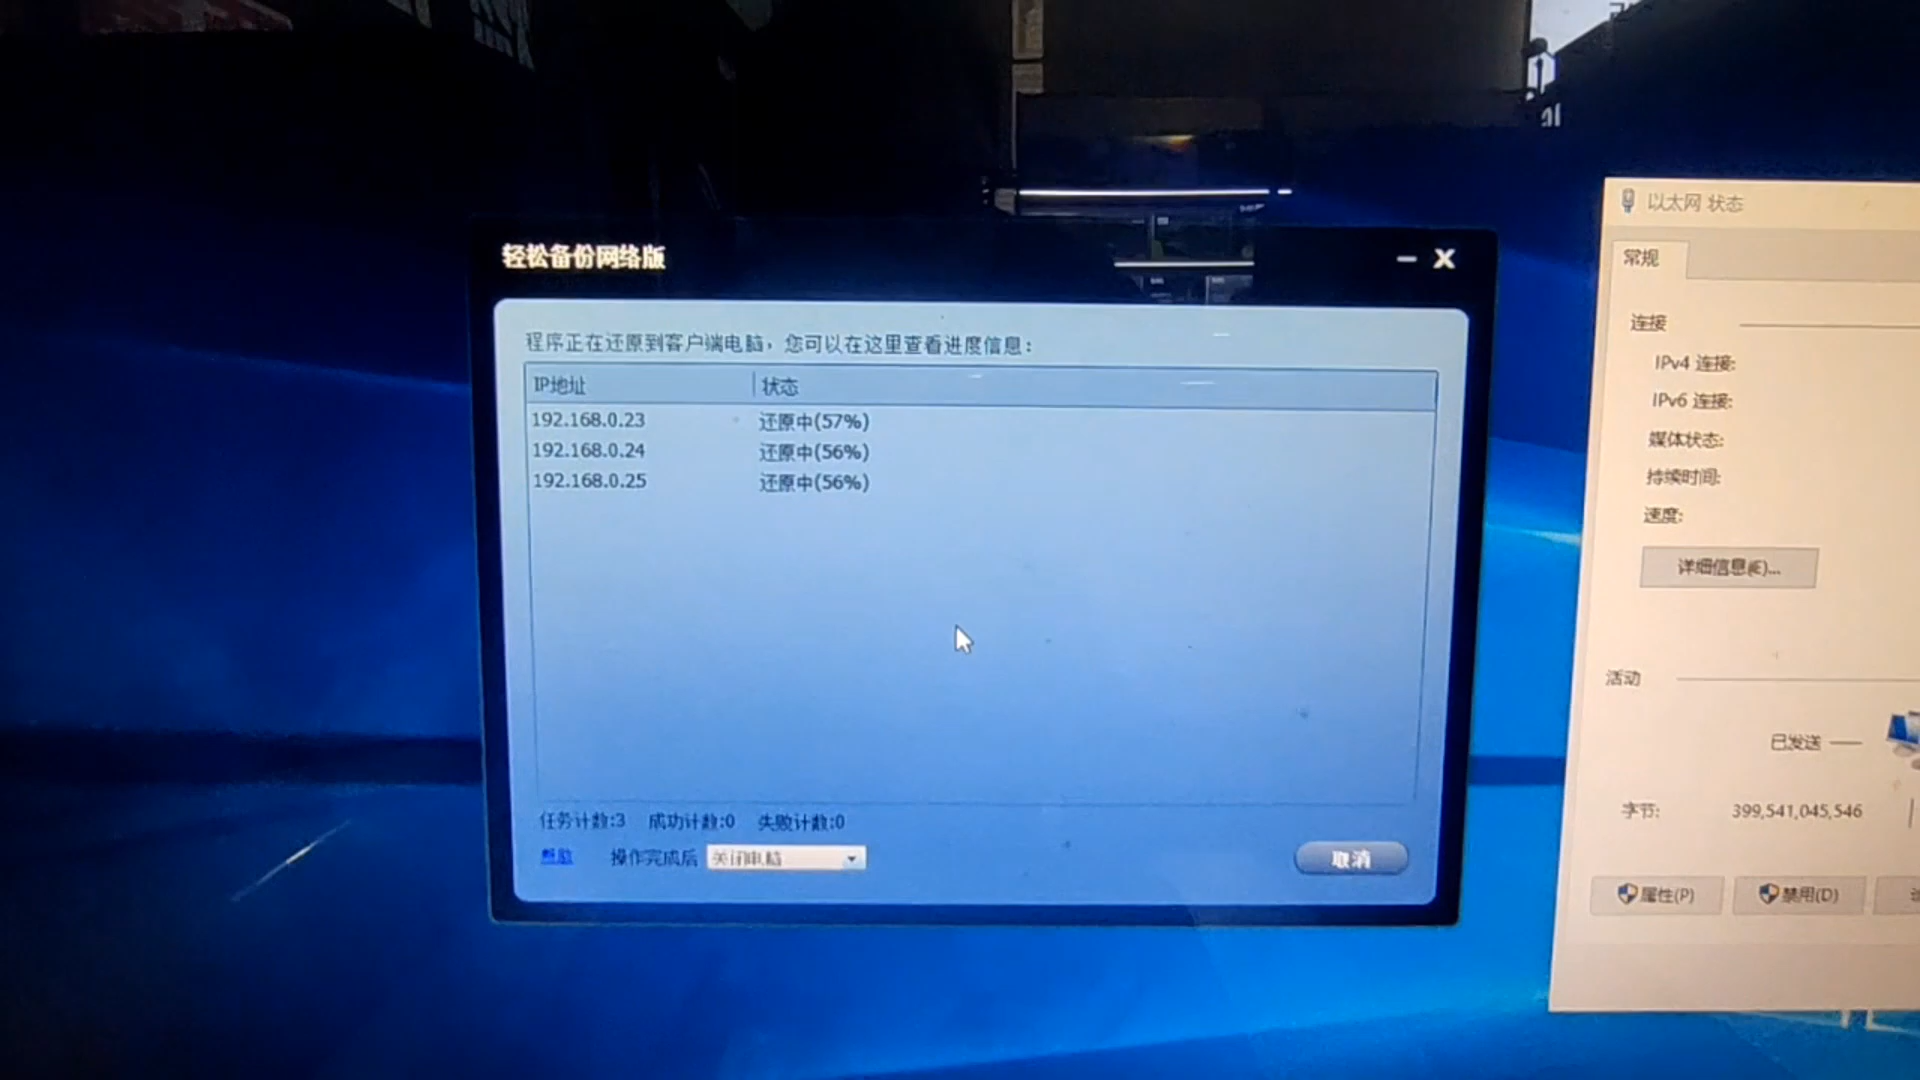 轻松备份网络版
程序正在还原到客户端电脑，您可以在这里查看进度信息：
IP地址 状态
192.168.0.23 还原中(57%)
192.168.0.24 还原中(56%)
192.168.0.25 还原中(56%)
任务计数:3 成功计数:0 失败计数:0
帮助 操作完成后 关闭电脑
取消
以太网 状态
常规
连接
IPv4 连接:
IPv6 连接:
媒体状态:
持续时间:
速度:
详细信息(E)...
活动
已发送
字节: 399,541,045,546
属性(P) 禁用(D)